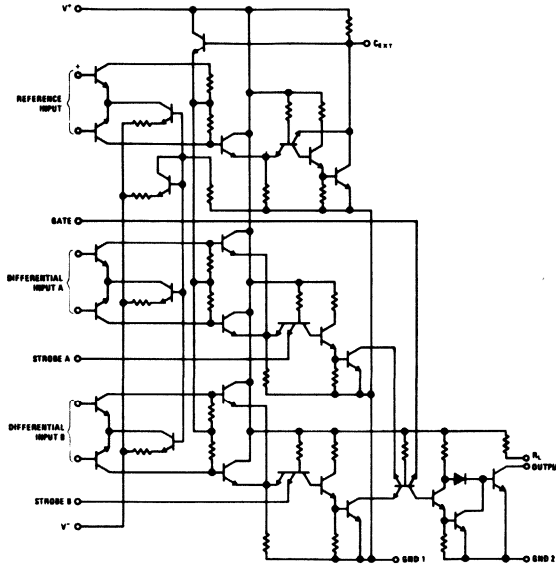 V+
CEXT
+
REFERENCE
INPUT
GATE
DIFFERENTIAL
INPUT A
STROBE A
DIFFERENTIAL
INPUT B
RL
OUTPUT
STROBE B
V-
GND 1
GND 2